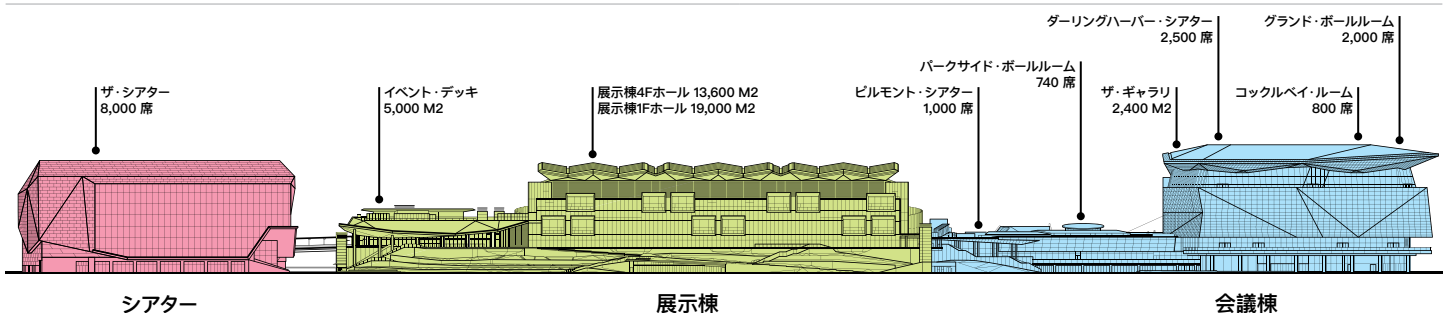 ザ・シアター
8,000 席
イベント・デッキ
5,000 M2
展示棟4Fホール 13,600 M2
展示棟1Fホール 19,000 M2
ピルモント・シアター
1,000 席
パークサイド・ボールルーム
740 席
ザ・ギャラリ
2,400 M2
ダーリングハーバー・シアター
2,500 席
コックルベイ・ルーム
800 席
グランド・ボールルーム
2,000 席
シアター
展示棟
会議棟